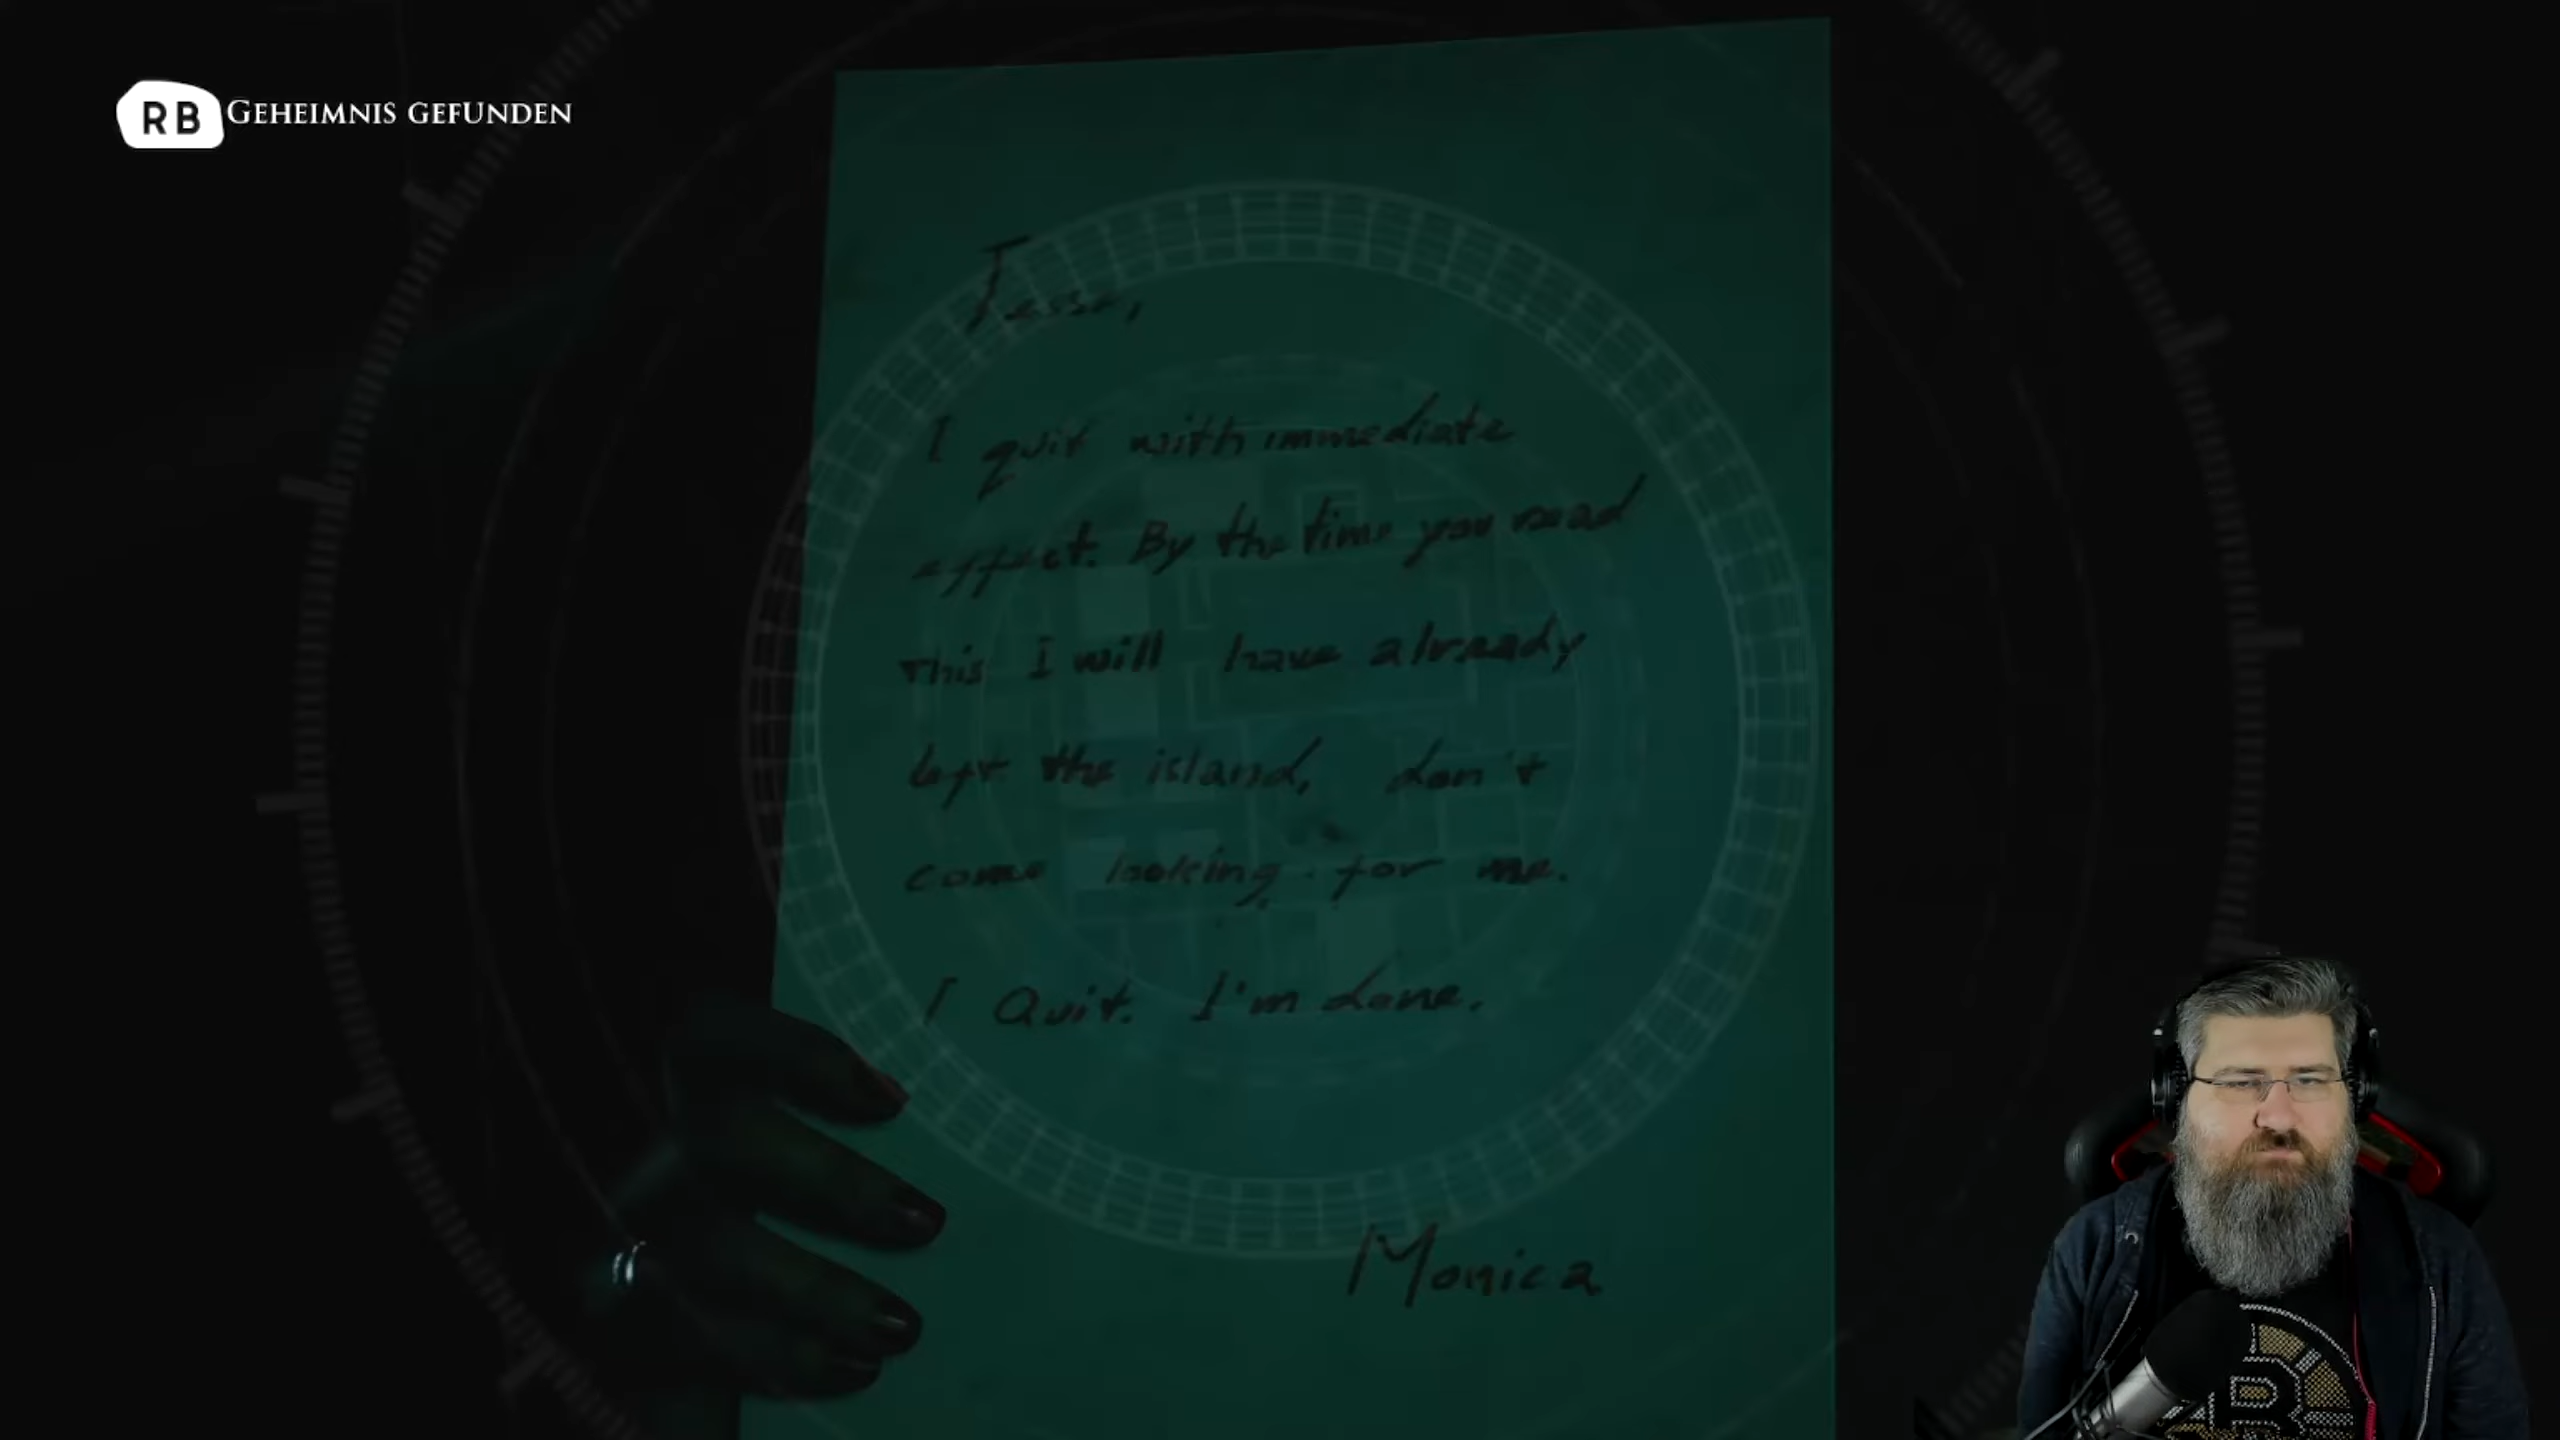 RB GEHEIMNIS GEFUNDEN
I quit with immediate
effect. By the time you read
this I will have already
left the island, don't
come looking for me.
I Quit. I'm done.
Monica
B